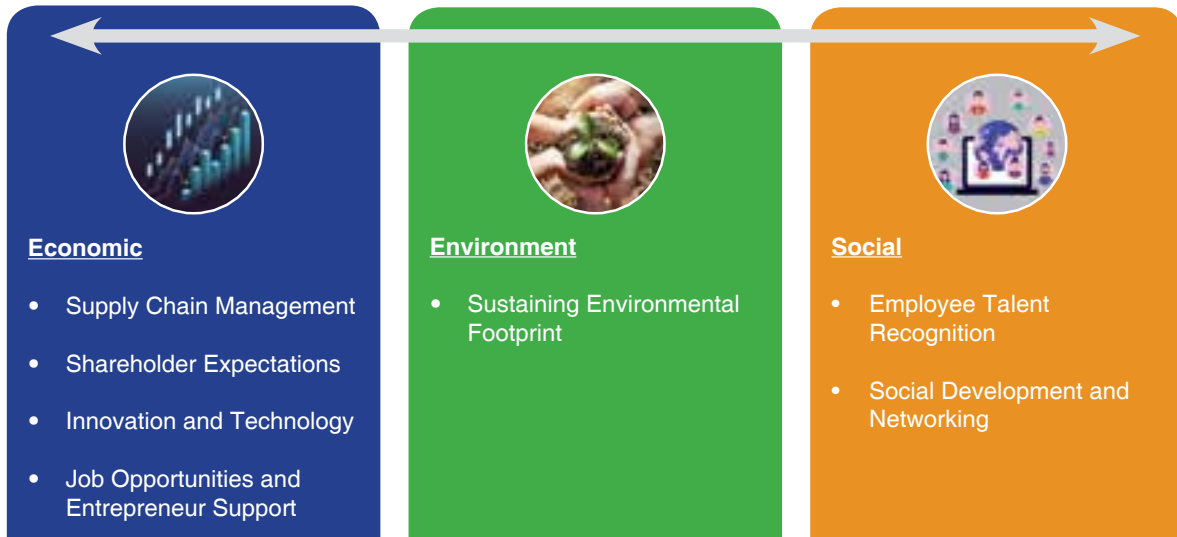 Economic
• Supply Chain Management
• Shareholder Expectations
• Innovation and Technology
• Job Opportunities and
Entrepreneur Support
Environment
• Sustaining Environmental
Footprint
Social
• Employee Talent
Recognition
• Social Development and
Networking